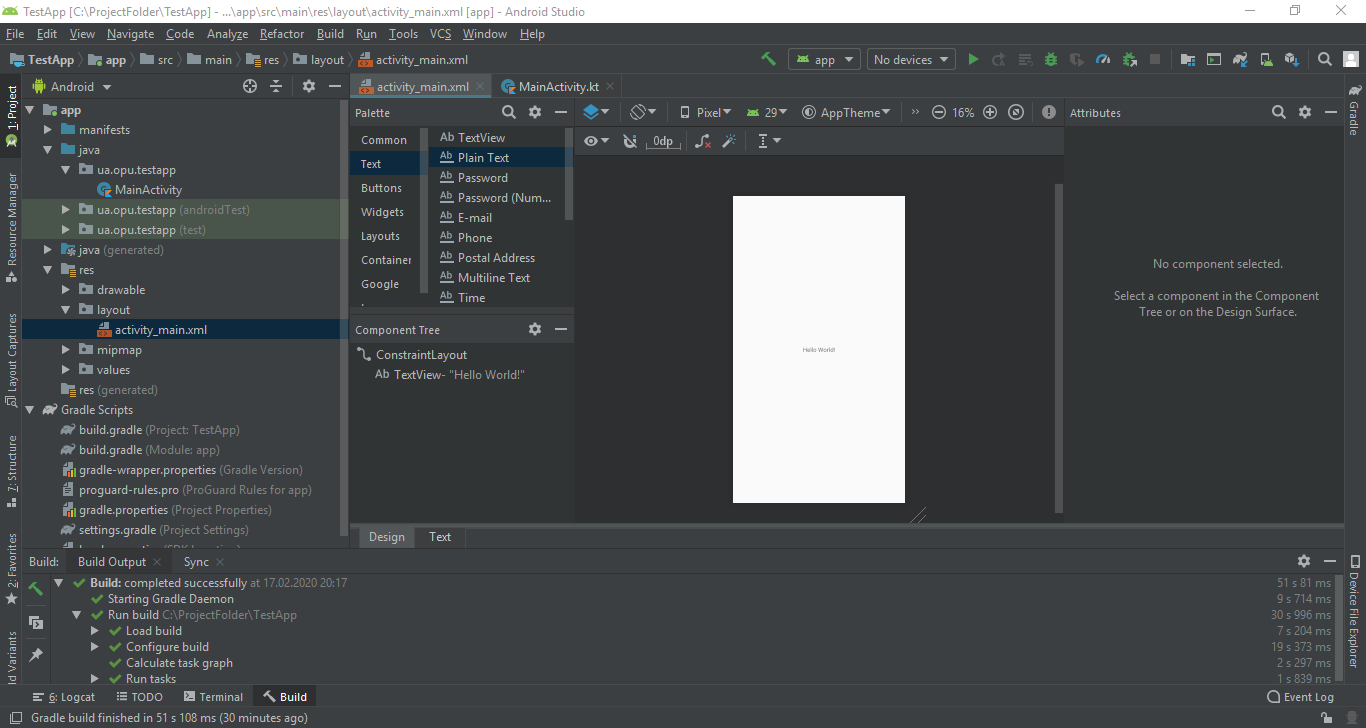 TestApp [C:\ProjectFolder\TestApp] - ...\app\src\main\res\layout\activity_main.xml [app] - Android Studio
File Edit View Navigate Code Analyze Refactor Build Run Tools VCS Window Help
TestApp app src main res layout activity_main.xml
app No devices
1: Project
Resource Manager
Layout Captures
7: Structure
2: Favorites
Android
app
manifests
java
ua.opu.testapp
MainActivity
ua.opu.testapp (androidTest)
ua.opu.testapp (test)
java (generated)
res
drawable
layout
activity_main.xml
mipmap
values
res (generated)
Gradle Scripts
build.gradle (Project: TestApp)
build.gradle (Module: app)
gradle-wrapper.properties (Gradle Version)
proguard-rules.pro (ProGuard Rules for app)
gradle.properties (Project Properties)
settings.gradle (Project Settings)
activity_main.xml MainActivity.kt
Palette
Common
Text
Buttons
Widgets
Layouts
Container
Google
Ab TextView
Ab Plain Text
Ab Password
Ab Password (Num...
Ab E-mail
Ab Phone
Ab Postal Address
Ab Multiline Text
Ab Time
Component Tree
ConstraintLayout
Ab TextView- "Hello World!"
Pixel 29 AppTheme 16%
0dp
Hello World!
Design Text
Attributes
No component selected.
Select a component in the Component
Tree or on the Design Surface.
Gradle
Device File Explorer
Build: Build Output Sync
Build: completed successfully at 17.02.2020 20:17 51 s 81 ms
Starting Gradle Daemon 9 s 714 ms
Run build C:\ProjectFolder\TestApp 30 s 996 ms
Load build 7 s 204 ms
Configure build 19 s 373 ms
Calculate task graph 2 s 297 ms
Run tasks 1 s 839 ms
d Variants
6: Logcat TODO Terminal Build Event Log
Gradle build finished in 51 s 108 ms (30 minutes ago)